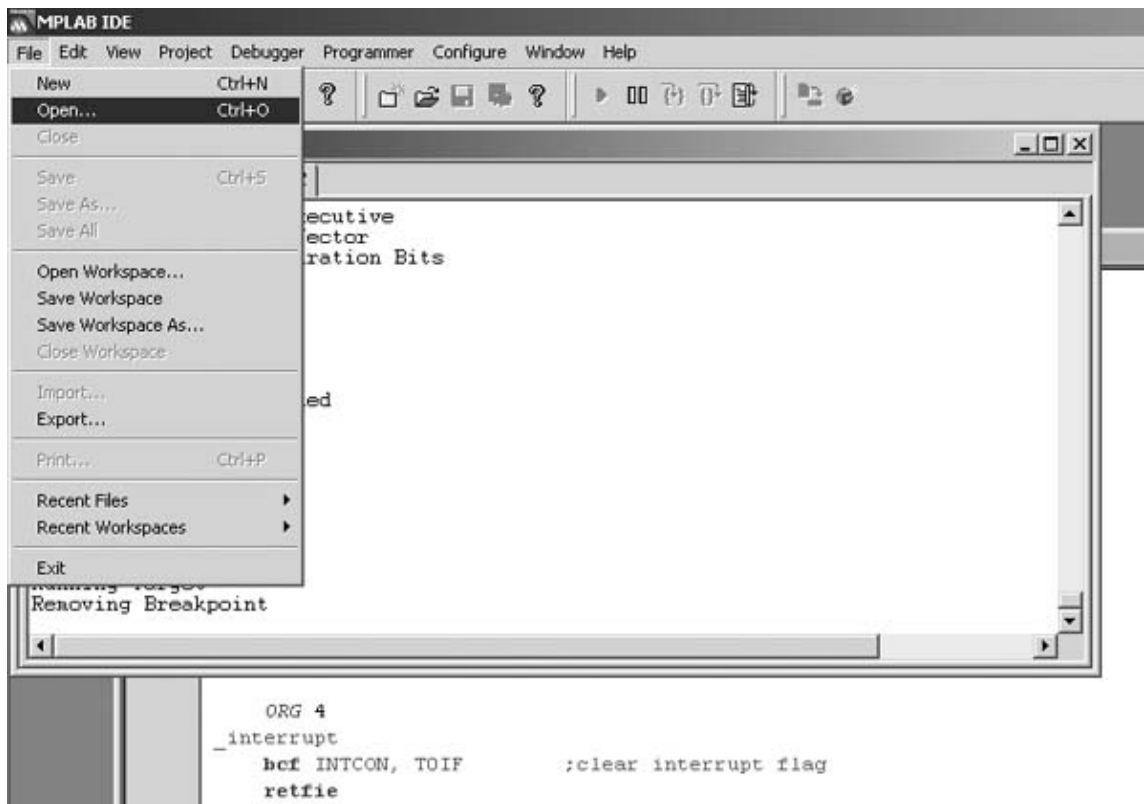 MPLAB IDE
File Edit View Project Debugger Programmer Configure Window Help
New Ctrl+N
Open... Ctrl+O
Close
Save Ctrl+S
Save As...
Save All
Open Workspace...
Save Workspace
Save Workspace As...
Close Workspace
Import...
Export...
Print... Ctrl+P
Recent Files
Recent Workspaces
Exit
ecutive
ector
ration Bits
ed
Removing Breakpoint
ORG 4
_interrupt
bcf INTCON, TOIF ;clear interrupt flag
retfie